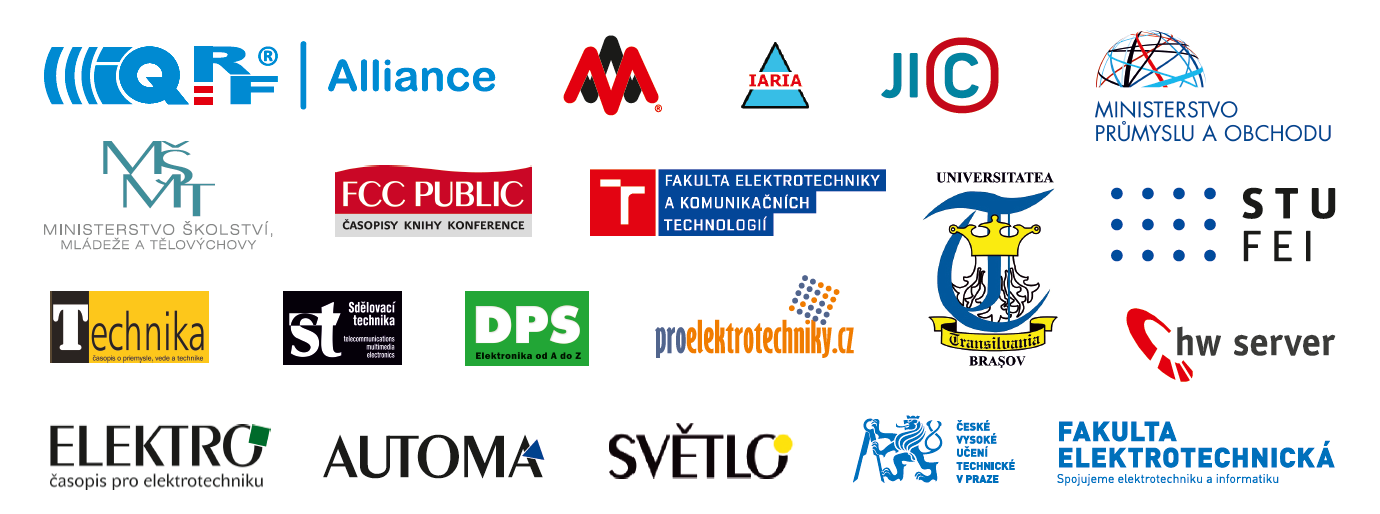 IQRF® Alliance
M®
IARIA
JIC
MINISTERSTVO
PRŮMYSLU A OBCHODU
MŠ
MT
MINISTERSTVO ŠKOLSTVÍ,
MLÁDEŽE A TĚLOVÝCHOVY
FCC PUBLIC
ČASOPISY KNIHY KONFERENCE
T
FAKULTA ELEKTROTECHNIKY
A KOMUNIKAČNÍCH
TECHNOLOGIÍ
UNIVERSITATEA
Transilvania
BRAŞOV
STU
FEI
Technika
časopis o priemysle, vede a technike
st
Sdělovací
technika
telecommunications
multimedia
electronics
DPS
Elektronika od A do Z
proelektrotechniky.cz
hw server
ELEKTRO
časopis pro elektrotechniku
AUTOMA
SVĚTLO
ČESKÉ
VYSOKÉ
UČENÍ
TECHNICKÉ
V PRAZE
FAKULTA
ELEKTROTECHNICKÁ
Spojujeme elektrotechniku a informatiku